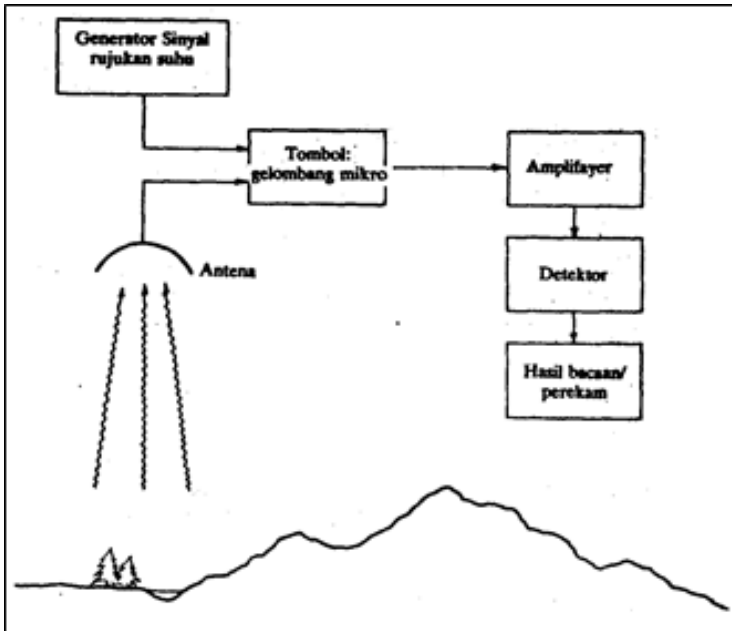 Generator Sinyal
rujukan suhu
Tombol:
gelombang mikro
Amplifayer
Antena
Detektor
Hasil bacaan/
perekam